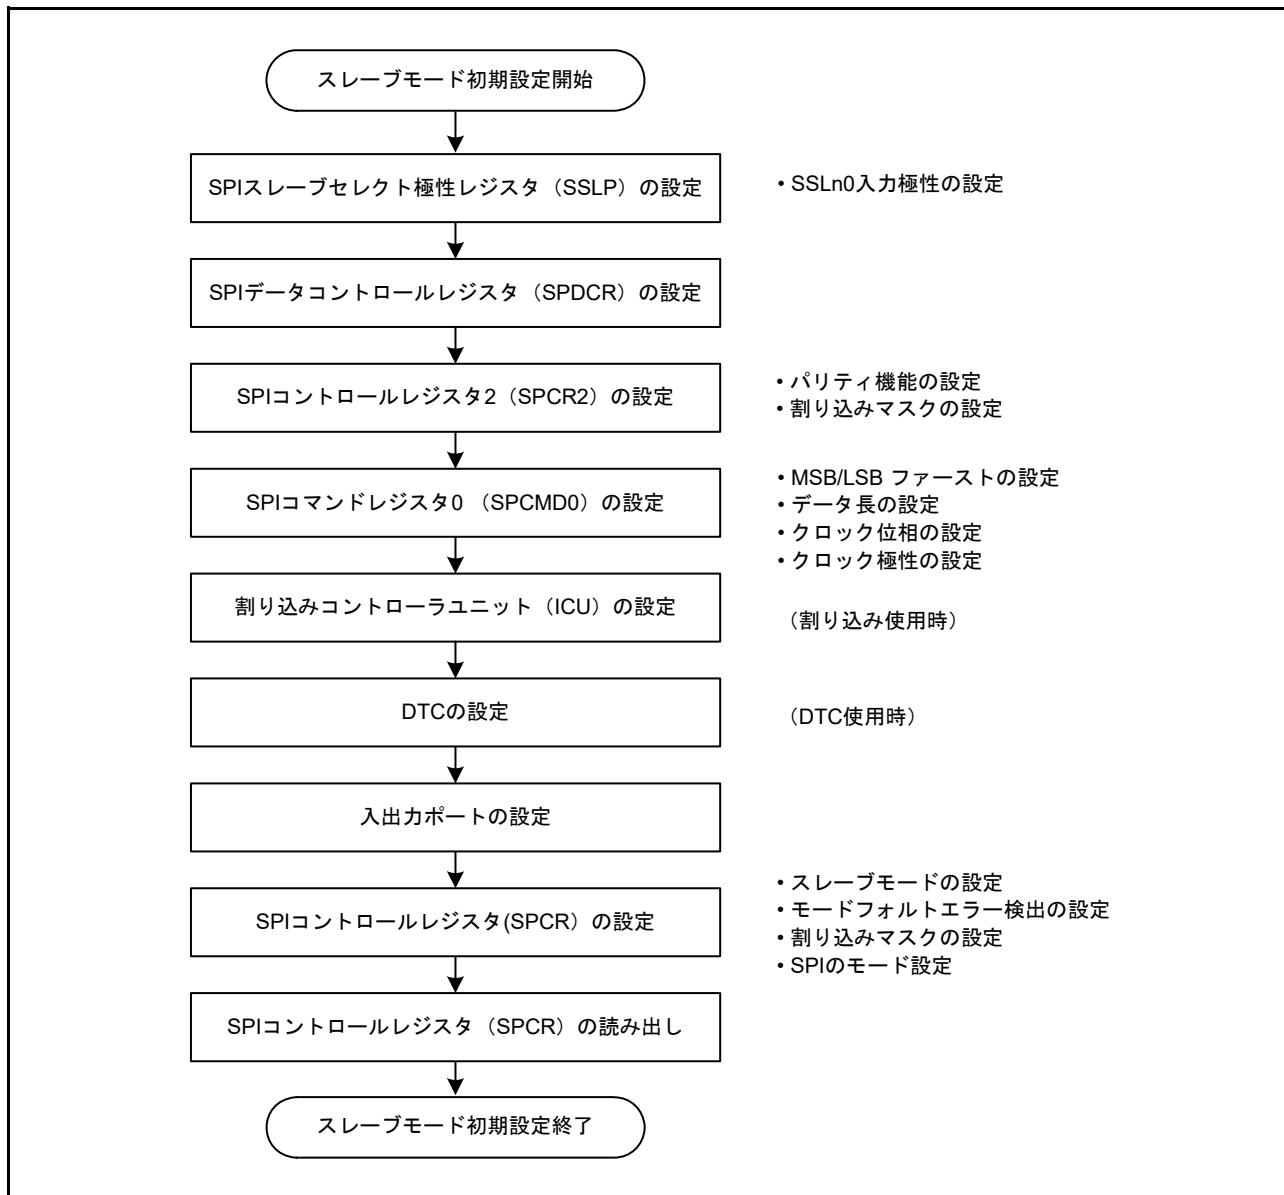 スレーブモード初期設定開始
SPIスレーブセレクト極性レジスタ（SSLP）の設定
• SSLn0入力極性の設定
SPIデータコントロールレジスタ（SPDCR）の設定
SPIコントロールレジスタ2（SPCR2）の設定
• パリティ機能の設定
• 割り込みマスクの設定
SPIコマンドレジスタ0 （SPCMD0）の設定
• MSB/LSB ファーストの設定
• データ長の設定
• クロック位相の設定
• クロック極性の設定
割り込みコントローラユニット（ICU）の設定
（割り込み使用時）
DTCの設定
（DTC使用時）
入出力ポートの設定
SPIコントロールレジスタ(SPCR）の設定
• スレーブモードの設定
• モードフォルトエラー検出の設定
• 割り込みマスクの設定
• SPIのモード設定
SPIコントロールレジスタ（SPCR）の読み出し
スレーブモード初期設定終了